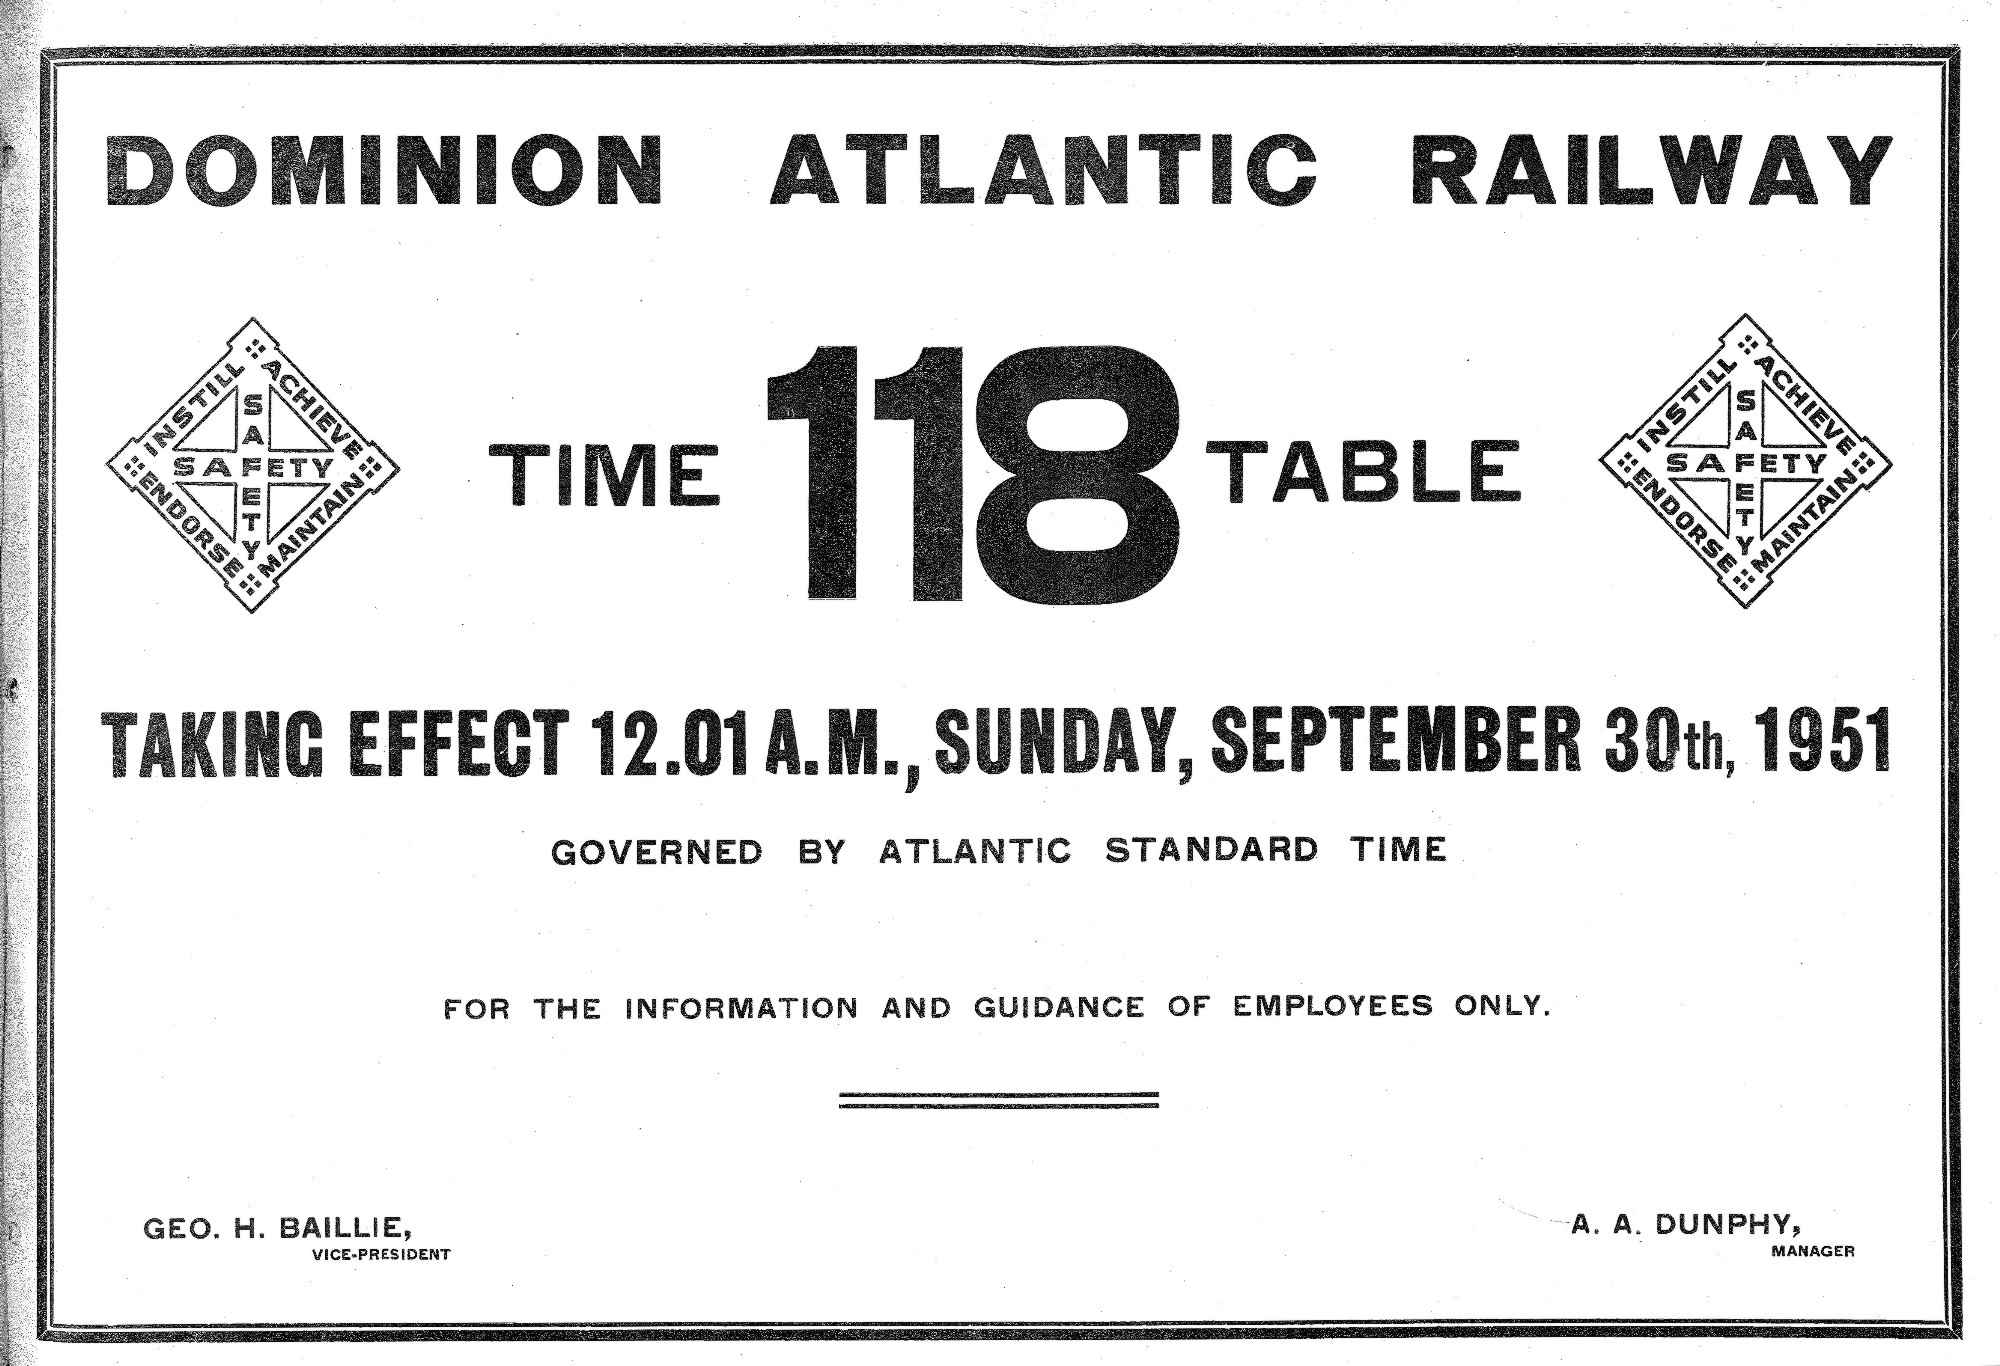 DOMINION ATLANTIC RAILWAY
INSTILL ACHIEVE
SAFETY
SAFETY
ENDORSE MAINTAIN
TIME 118 TABLE
INSTILL ACHIEVE
SAFETY
SAFETY
ENDORSE MAINTAIN
TAKING EFFECT 12.01 A.M., SUNDAY, SEPTEMBER 30th, 1951
GOVERNED BY ATLANTIC STANDARD TIME
FOR THE INFORMATION AND GUIDANCE OF EMPLOYEES ONLY.
GEO. H. BAILLIE,
VICE-PRESIDENT
A. A. DUNPHY,
MANAGER